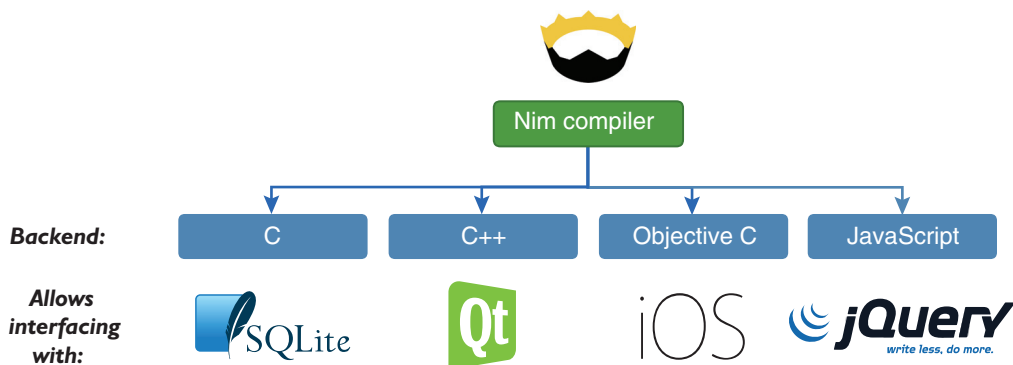 Nim compiler
Backend:
C
C++
Objective C
JavaScript
Allows
interfacing
with:
SQLite
Qt
iOS
jQuery
write less, do more.